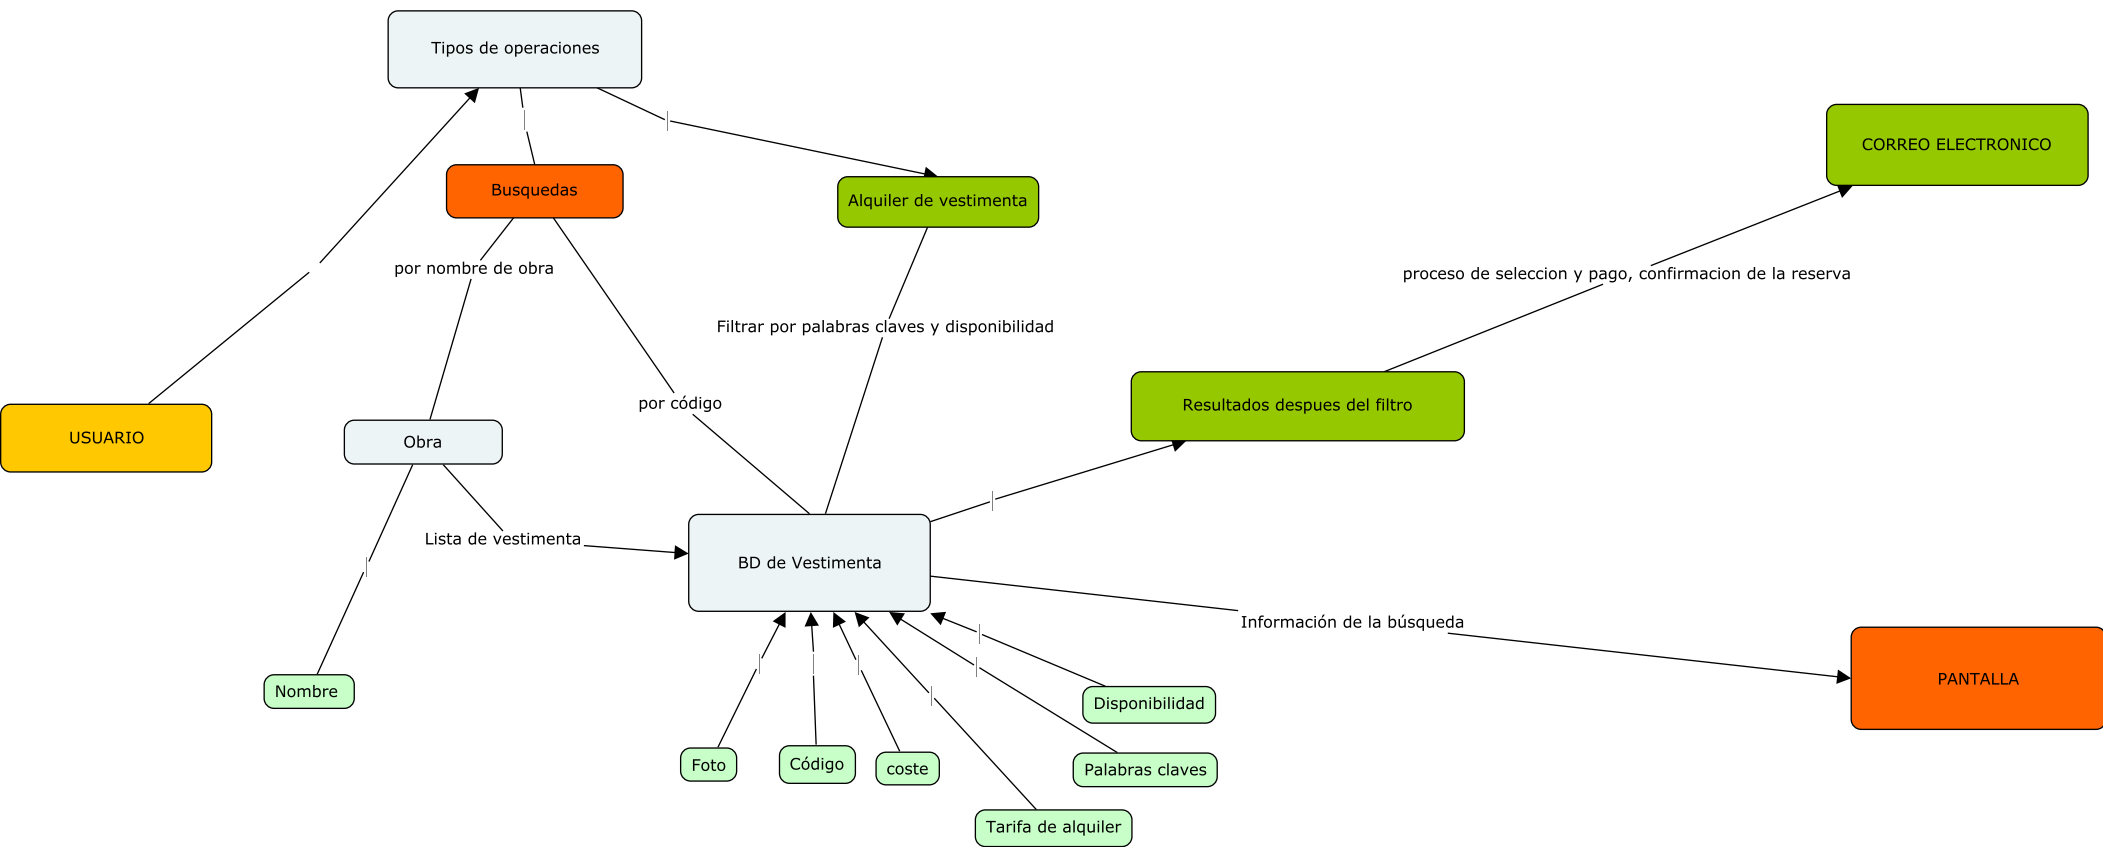 Tipos de operaciones
CORREO ELECTRONICO
Busquedas
Alquiler de vestimenta
por nombre de obra
proceso de seleccion y pago, confirmacion de la reserva
Filtrar por palabras claves y disponibilidad
por código
Resultados despues del filtro
USUARIO
Obra
Lista de vestimenta
BD de Vestimenta
Información de la búsqueda
PANTALLA
Nombre
Disponibilidad
Foto
Código
coste
Palabras claves
Tarifa de alquiler